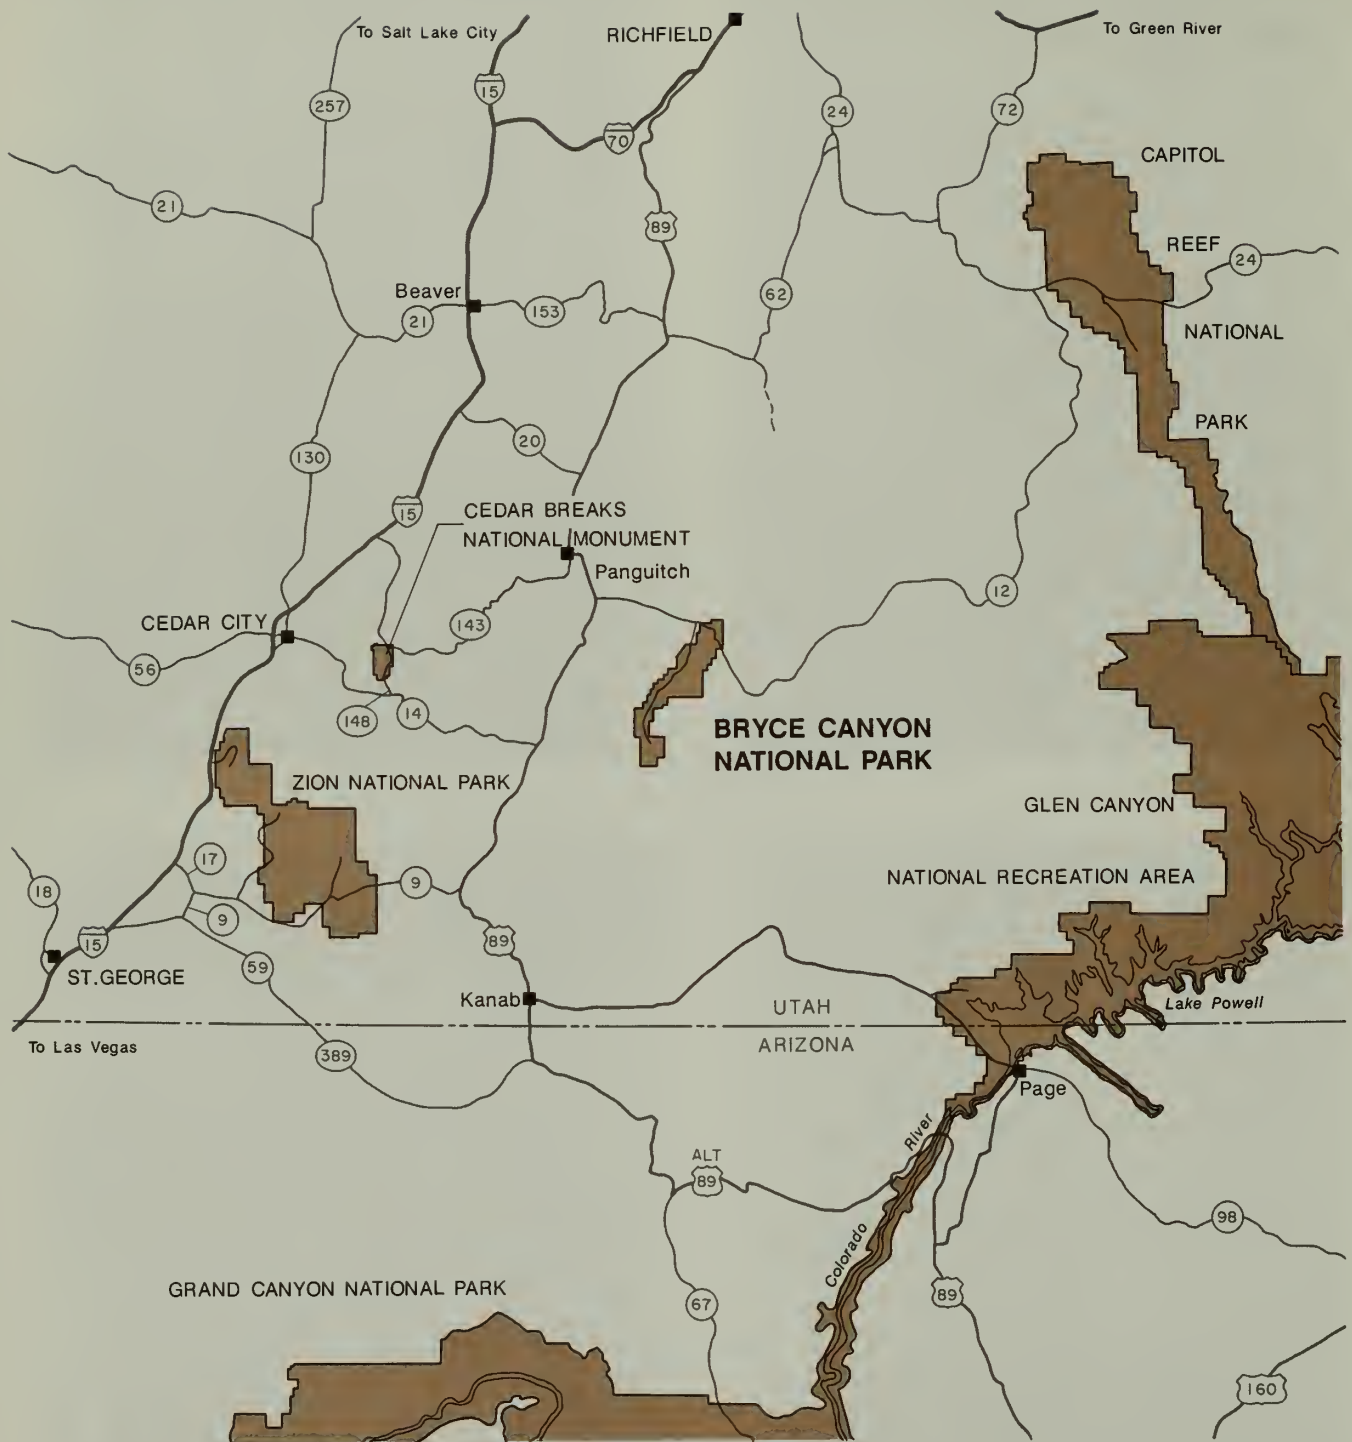 To Salt Lake City
RICHFIELD
To Green River
15
257
24
72
70
CAPITOL
21
89
REEF
24
Beaver
62
21
153
NATIONAL
PARK
20
130
15
CEDAR BREAKS
NATIONAL MONUMENT
Panguitch
12
CEDAR CITY
143
56
148
14
BRYCE CANYON
NATIONAL PARK
ZION NATIONAL PARK
GLEN CANYON
17
NATIONAL RECREATION AREA
18
9
9
15
89
59
ST.GEORGE
Kanab
UTAH
Lake Powell
To Las Vegas
ARIZONA
389
Page
River
ALT
89
98
Colorado
GRAND CANYON NATIONAL PARK
67
89
160